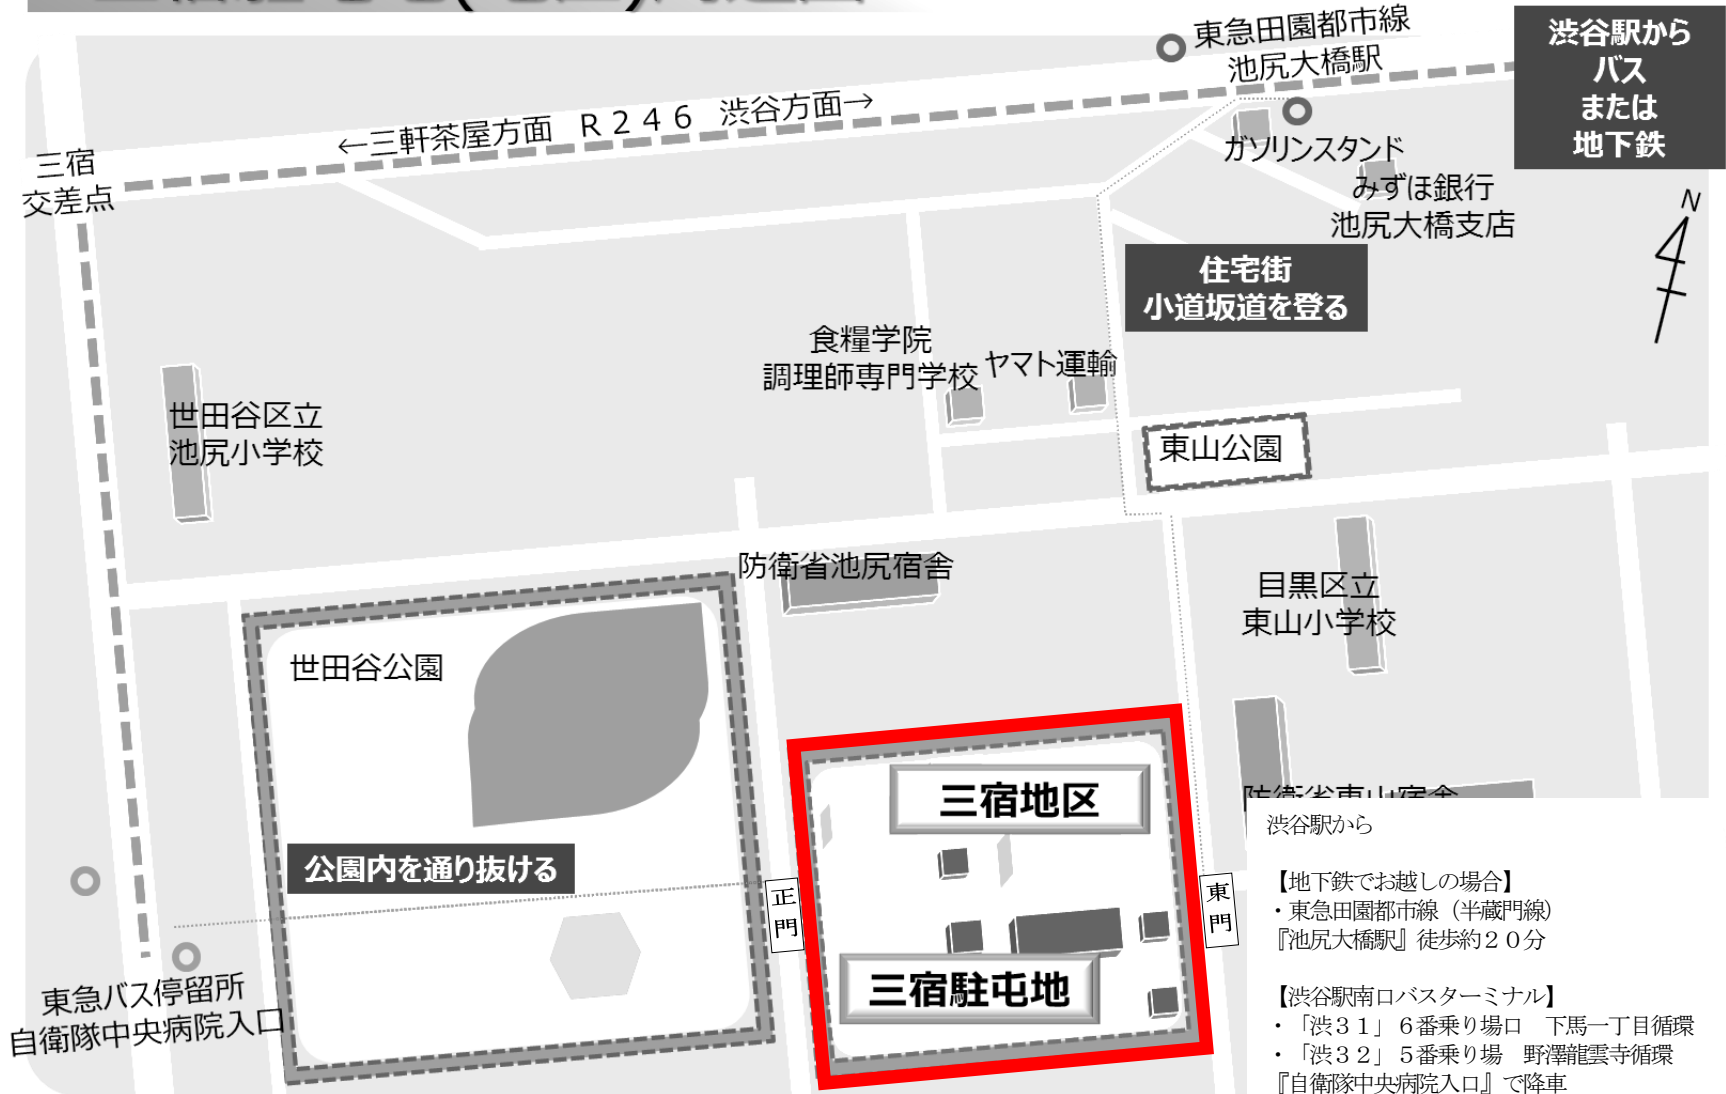 東急田園都市線
池尻大橋駅
渋谷駅から
バス
または
地下鉄
←三軒茶屋方面 R246 渋谷方面→
三宿
交差点
ガソリンスタンド
みずほ銀行
池尻大橋支店
N
住宅街
小道坂道を登る
食糧学院
調理師専門学校
ヤマト運輸
世田谷区立
池尻小学校
東山公園
防衛省池尻宿舎
目黒区立
東山小学校
世田谷公園
三宿地区
防衛省東山宿舎
公園内を通り抜ける
正門
東門
三宿駐屯地
東急バス停留所
自衛隊中央病院入口
渋谷駅から
【地下鉄でお越しの場合】
・東急田園都市線（半蔵門線）
『池尻大橋駅』徒歩約２０分
【渋谷駅南口バスターミナル】
・「渋３１」６番乗り場口　下馬一丁目循環
・「渋３２」５番乗り場　野澤龍雲寺循環
『自衛隊中央病院入口』で降車